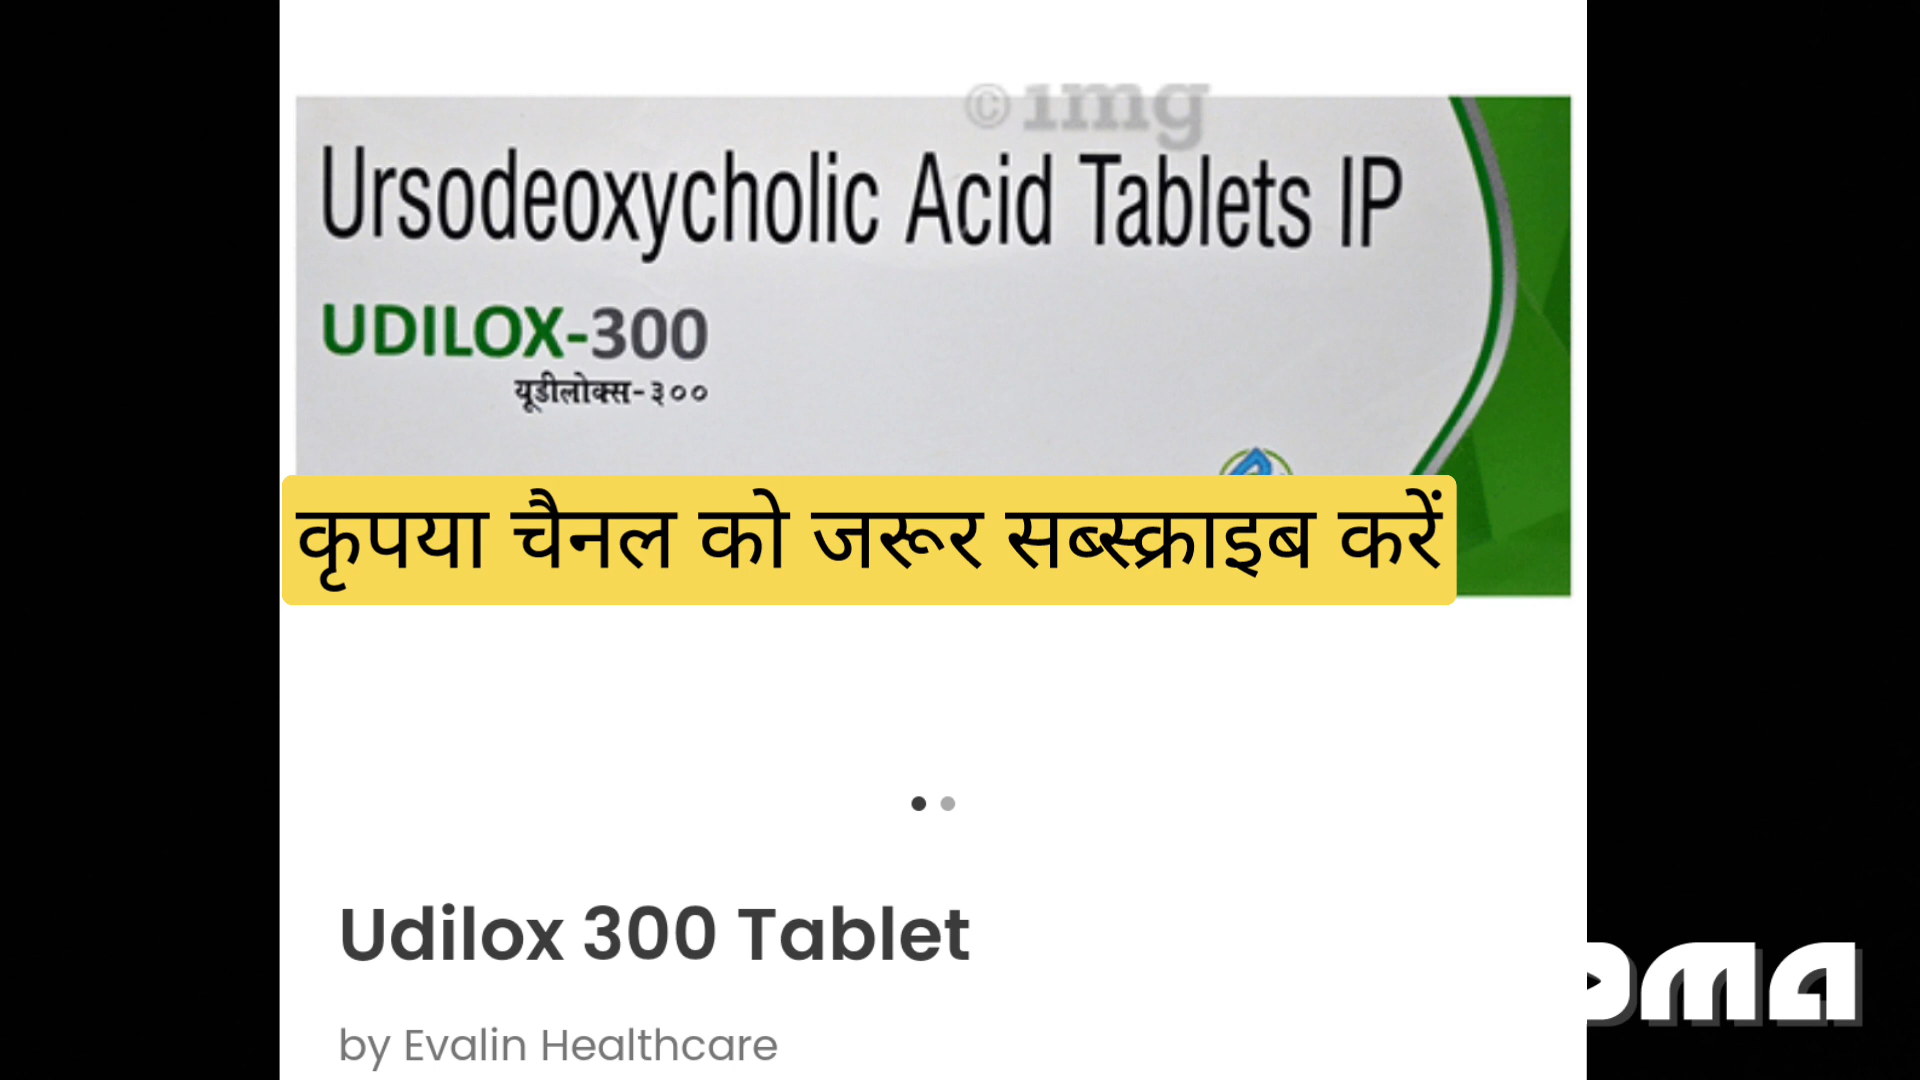 ©1mg
Ursodeoxycholic Acid Tablets IP
UDILOX-300
यूडीलोक्स-३००
कृपया चैनल को जरूर सब्स्क्राइब करें
Udilox 300 Tablet
by Evalin Healthcare